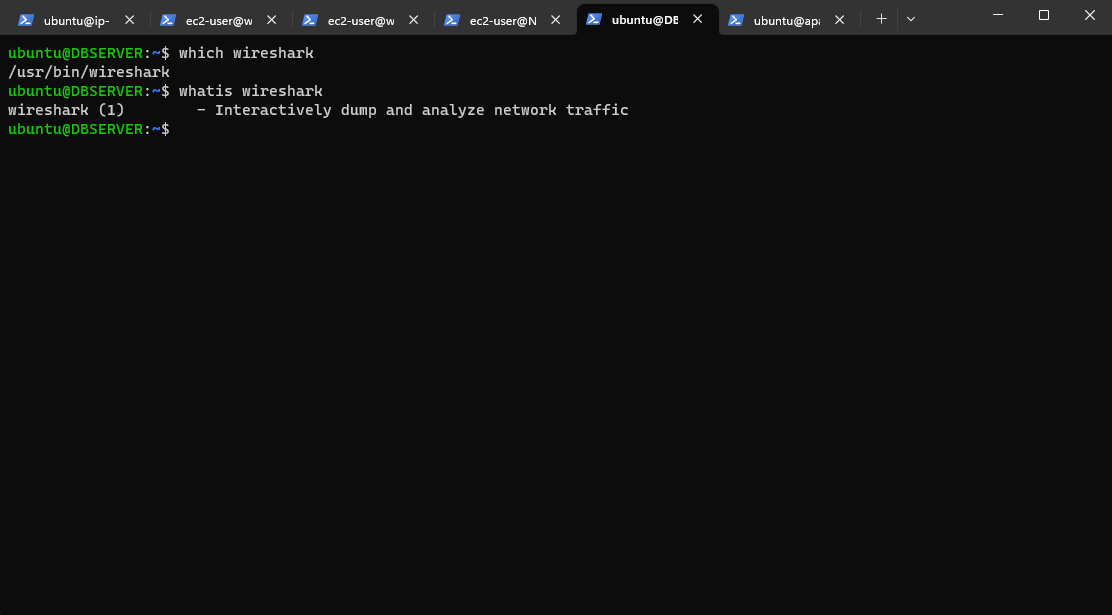 ubuntu@ip-
ec2-user@w
ec2-user@w
ec2-user@N
ubuntu@DB
ubuntu@apa
ubuntu@DBSERVER:~$ which wireshark
/usr/bin/wireshark
ubuntu@DBSERVER:~$ whatis wireshark
wireshark (1)        - Interactively dump and analyze network traffic
ubuntu@DBSERVER:~$